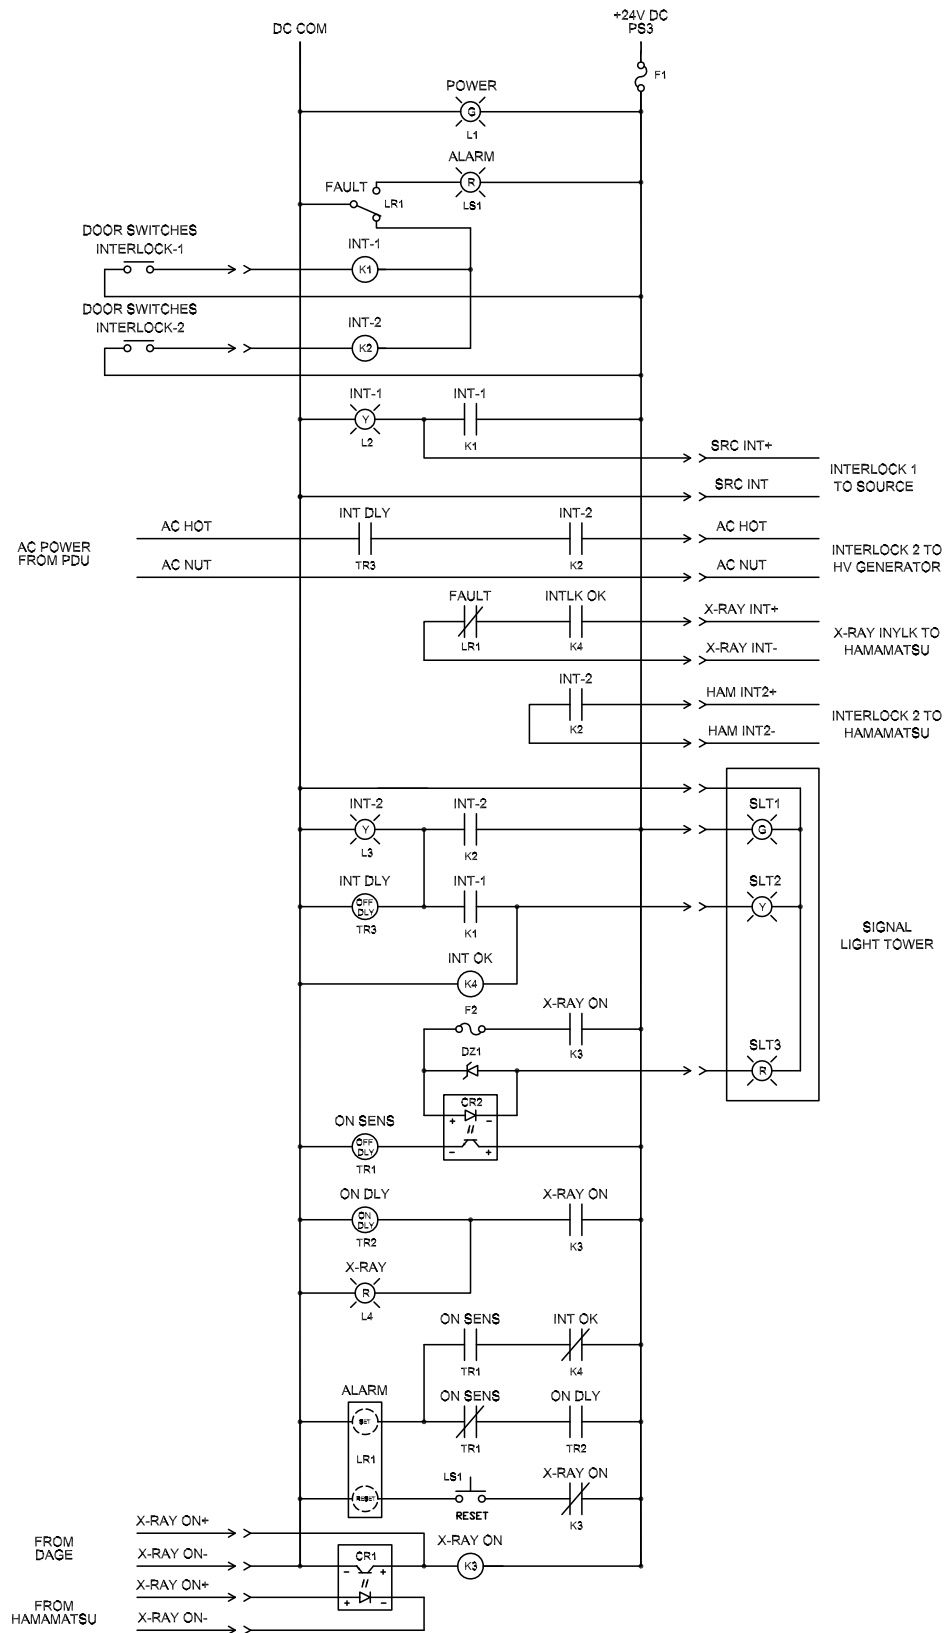 DC COM
+24V DC
PS3
F1
POWER
G
L1
ALARM
R
LS1
FAULT
LR1
DOOR SWITCHES
INTERLOCK-1
INT-1
K1
DOOR SWITCHES
INTERLOCK-2
INT-2
K2
INT-1
Y
L2
INT-1
K1
SRC INT+
SRC INT
INTERLOCK 1
TO SOURCE
AC POWER
FROM PDU
AC HOT
INT DLY
TR3
INT-2
K2
AC HOT
AC NUT
AC NUT
INTERLOCK 2 TO
HV GENERATOR
FAULT
LR1
INTLK OK
K4
X-RAY INT+
X-RAY INT-
X-RAY INYLK TO
HAMAMATSU
INT-2
K2
HAM INT2+
HAM INT2-
INTERLOCK 2 TO
HAMAMATSU
INT-2
Y
L3
INT-2
K2
SLT1
G
INT DLY
OFF
DLY
TR3
INT-1
K1
SLT2
Y
SIGNAL
LIGHT TOWER
INT OK
K4
F2
X-RAY ON
K3
DZ1
SLT3
R
CR2
+ -
//
- +
ON SENS
OFF
DLY
TR1
ON DLY
ON
DLY
TR2
X-RAY ON
K3
X-RAY
R
L4
ON SENS
TR1
INT OK
K4
ALARM
SET
LR1
RESET
ON SENS
TR1
ON DLY
TR2
LS1
RESET
X-RAY ON
K3
FROM
DAGE
X-RAY ON+
X-RAY ON-
X-RAY ON
K3
CR1
- +
//
+ -
FROM
HAMAMATSU
X-RAY ON+
X-RAY ON-